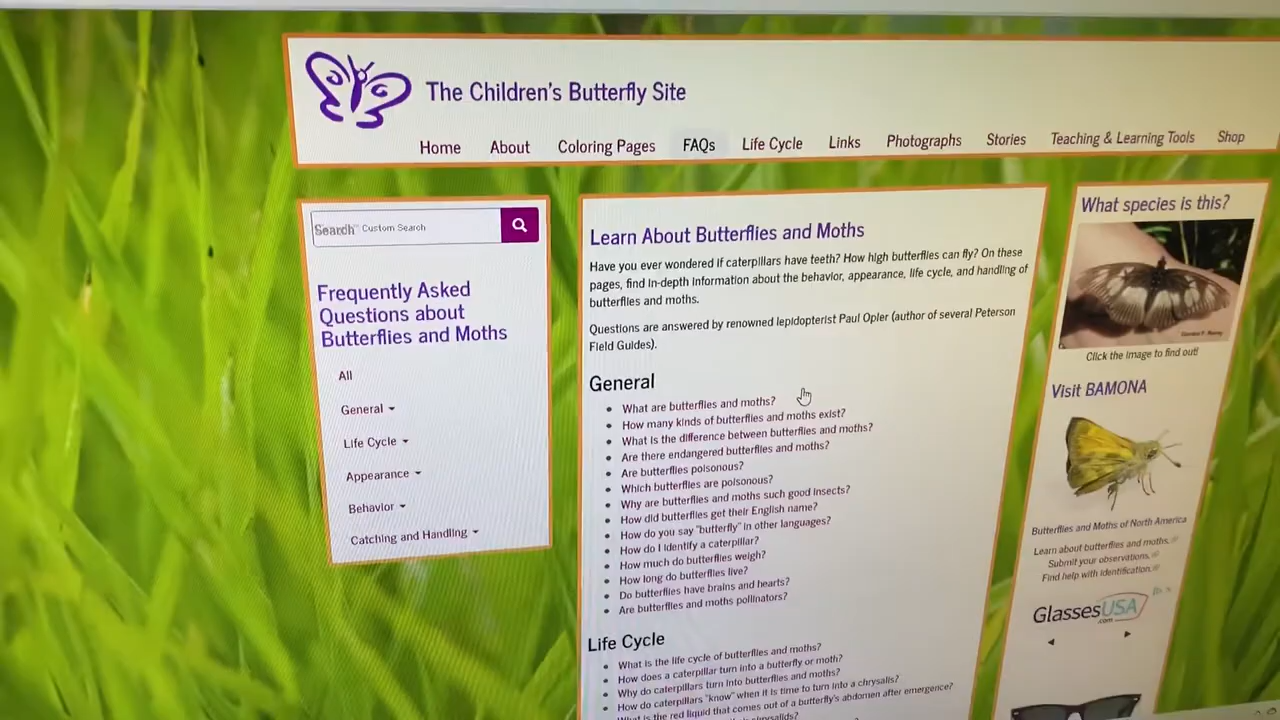 The Children's Butterfly Site
Home About Coloring Pages FAQs Life Cycle Links Photographs Stories Teaching & Learning Tools Shop
Search Custom Search
Frequently Asked
Questions about
Butterflies and Moths
All
General
Life Cycle
Appearance
Behavior
Catching and Handling
Learn About Butterflies and Moths
Have you ever wondered if caterpillars have teeth? How high butterflies can fly? On these
pages, find in-depth information about the behavior, appearance, life cycle, and handling of
butterflies and moths.
Questions are answered by renowned lepidopterist Paul Opler (author of several Peterson
Field Guides).
General
What are butterflies and moths?
How many kinds of butterflies and moths exist?
What is the difference between butterflies and moths?
Are there endangered butterflies and moths?
Are butterflies poisonous?
Which butterflies are poisonous?
Why are butterflies and moths such good insects?
How did butterflies get their English name?
How do you say "butterfly" in other languages?
How do I identify a caterpillar?
How much do butterflies weigh?
How long do butterflies live?
Do butterflies have brains and hearts?
Are butterflies and moths pollinators?
Life Cycle
What is the life cycle of butterflies and moths?
How does a caterpillar turn into a butterfly or moth?
Why do caterpillars turn into butterflies and moths?
How do caterpillars "know" when it is time to turn into a chrysalis?
What is the red liquid that comes out of a butterfly's abdomen after emergence?
What species is this?
Click the image to find out!
Visit BAMONA
Butterflies and Moths of North America
Learn about butterflies and moths.
Submit your observations.
Find help with identification.
GlassesUSA
.com